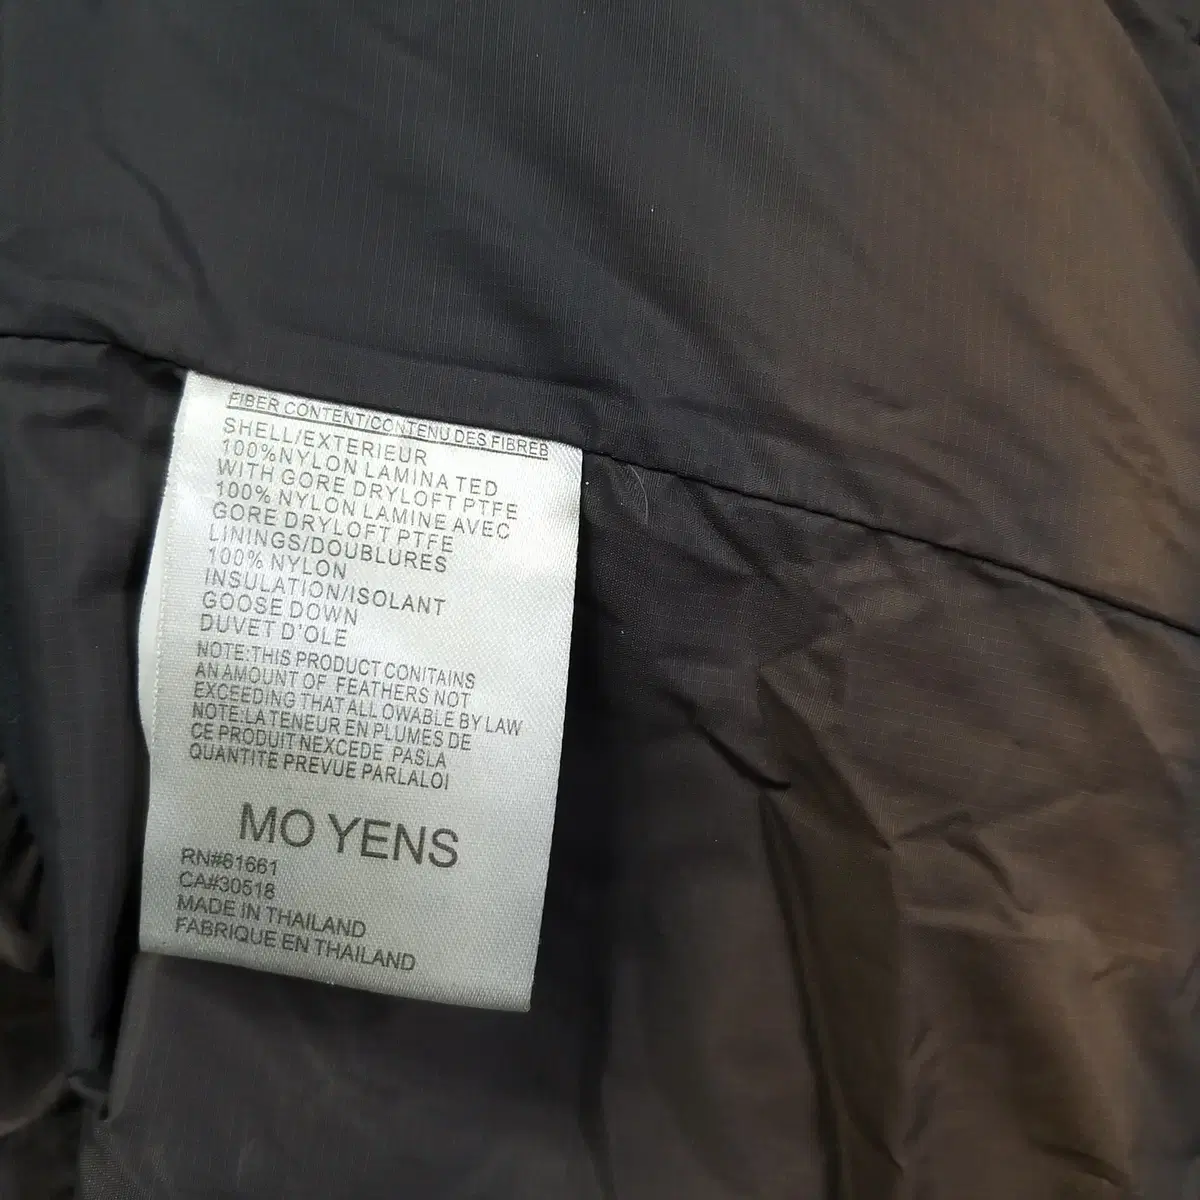 FIBER CONTENT/CONTENU DES FIBREB
SHELL/EXTERIEUR
100%NYLON LAMINA TED
WITH GORE DRYLOFT PTFE
100% NYLON LAMINE AVEC
GORE DRYLOFT PTFE
LININGS/DOUBLURES
100% NYLON
INSULATION/ISOLANT
GOOSE DOWN
DUVET D'OLE
NOTE:THIS PRODUCT CONITAINS
AN AMOUNT OF FEATHERS NOT
EXCEEDING THAT ALLOWABLE BY LAW
NOTE:LA TENEUR EN PLUMES DE
CE PRODUIT NEXCEDE PASLA
QUANTITE PREVUE PARLALOI
MO YENS
RN#61661
CA#30518
MADE IN THAILAND
FABRIQUE EN THAILAND